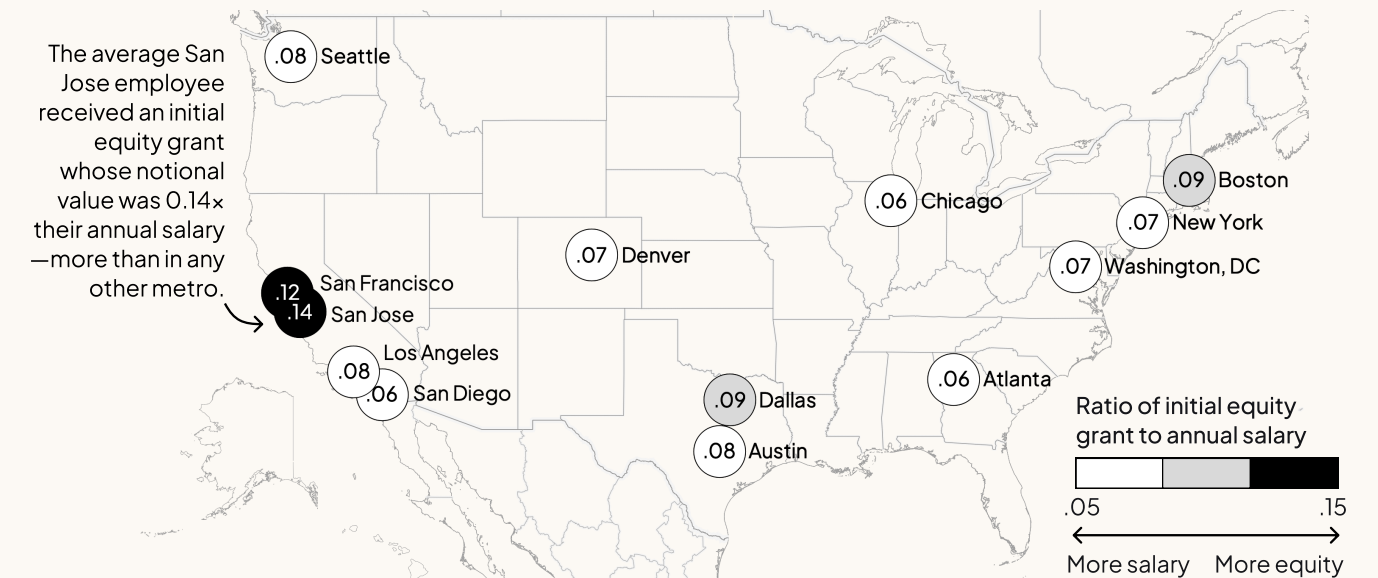 The average San
Jose employee
received an initial
equity grant
whose notional
value was 0.14×
their annual salary
—more than in any
other metro.
.08 Seattle
.12 San Francisco
.14 San Jose
.08 Los Angeles
.06 San Diego
.07 Denver
.09 Dallas
.08 Austin
.06 Chicago
.06 Atlanta
.09 Boston
.07 New York
.07 Washington, DC
Ratio of initial equity
grant to annual salary
.05 .15
More salary More equity